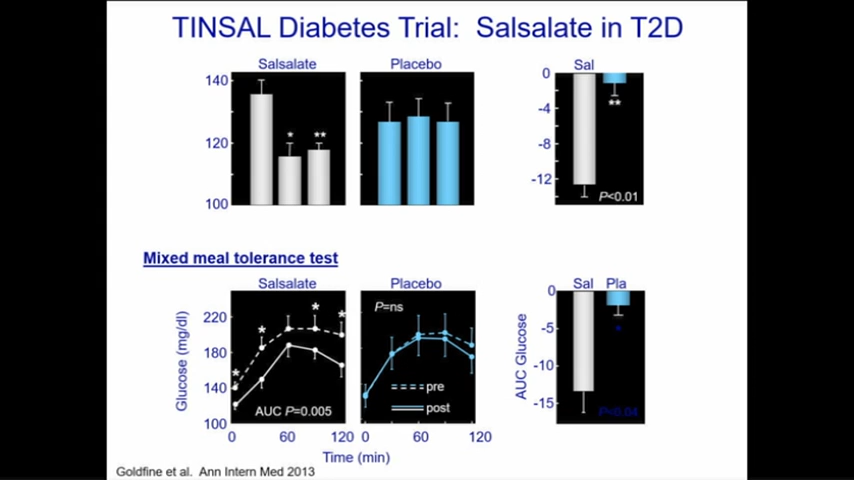 TINSAL Diabetes Trial: Salsalate in T2D
Salsalate
Placebo
Sal
140
120
100
*
**
0
-4
-8
-12
**
P<0.01
Mixed meal tolerance test
Salsalate
Placebo
Sal Pla
Glucose (mg/dl)
220
180
140
100
*
*
*
*
AUC P=0.005
0
60
120
P=ns
pre
post
0
60
120
Time (min)
AUC Glucose
0
-5
-10
-15
*
P<0.04
Goldfine et al. Ann Intern Med 2013